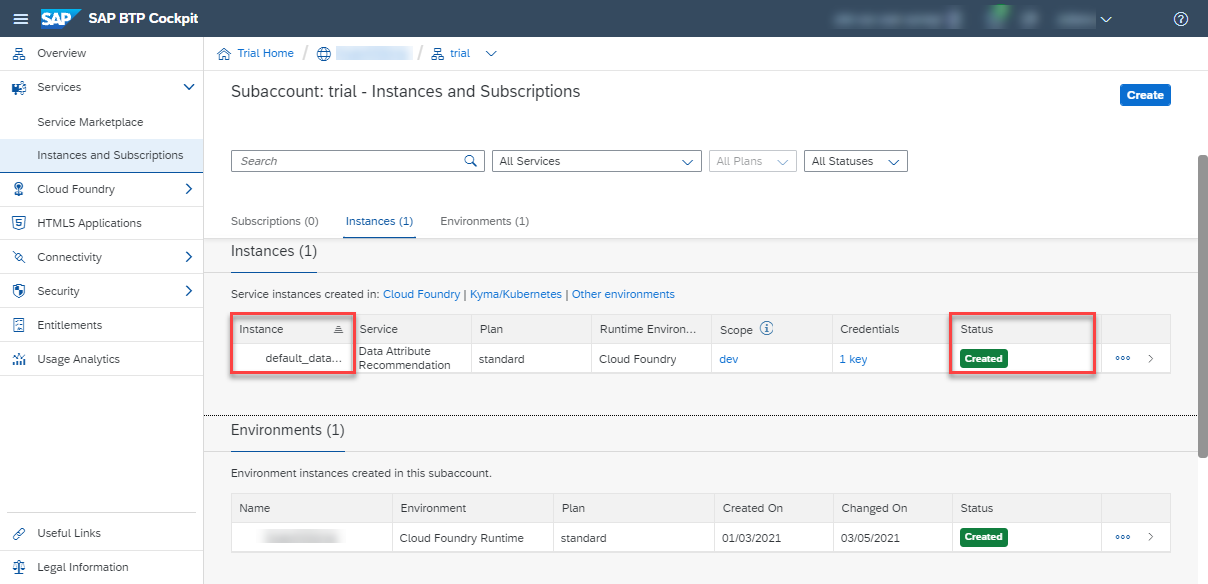 SAP SAP BTP Cockpit
Overview
Services
Service Marketplace
Instances and Subscriptions
Cloud Foundry
HTML5 Applications
Connectivity
Security
Entitlements
Usage Analytics
Useful Links
Legal Information
Trial Home / / trial
Subaccount: trial - Instances and Subscriptions
Create
Search All Services All Plans All Statuses
Subscriptions (0) Instances (1) Environments (1)
Instances (1)
Service instances created in: Cloud Foundry | Kyma/Kubernetes | Other environments
Instance Service Plan Runtime Environ... Scope Credentials Status
default_data... Data Attribute Recommendation standard Cloud Foundry dev 1 key Created
Environments (1)
Environment instances created in this subaccount.
Name Environment Plan Created On Changed On Status
Cloud Foundry Runtime standard 01/03/2021 03/05/2021 Created